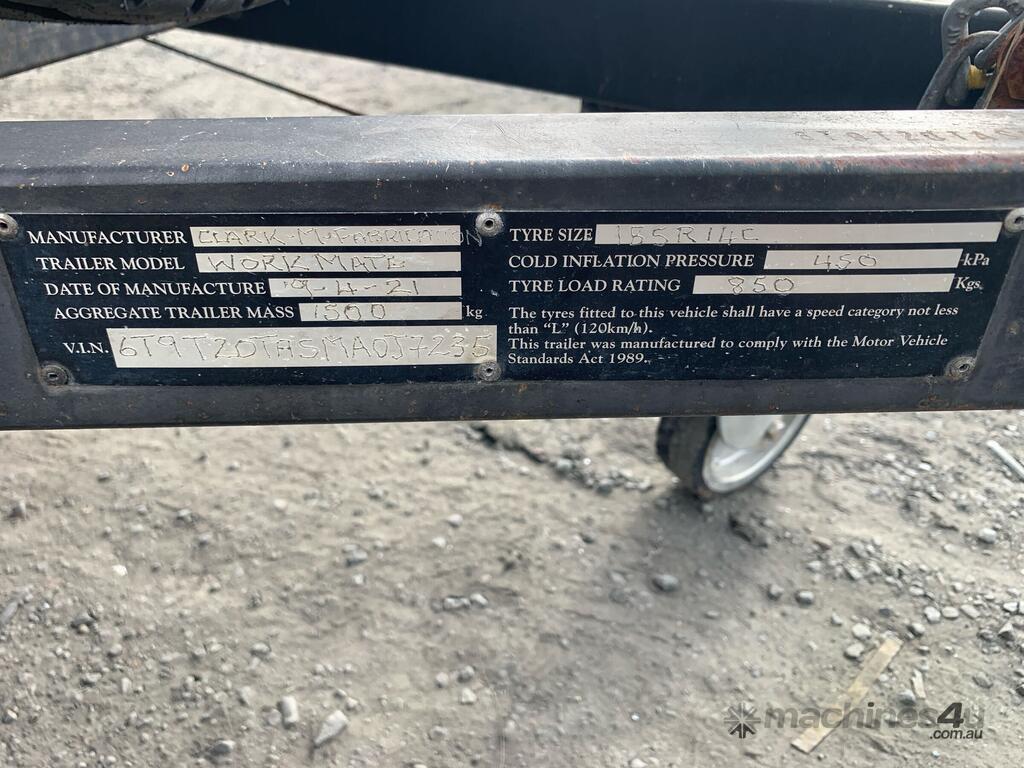 MANUFACTURER CLARK-M-FABRICATION
TRAILER MODEL WORKMATE
DATE OF MANUFACTURE 9-4-21
AGGREGATE TRAILER MASS 1500 kg
V.I.N. 6T9T20TASMA0J7235
TYRE SIZE 185R14C
COLD INFLATION PRESSURE 450 kPa
TYRE LOAD RATING 850 Kgs
The tyres fitted to this vehicle shall have a speed category not less
than "L" (120km/h).
This trailer was manufactured to comply with the Motor Vehicle
Standards Act 1989.
machines4u
.com.au